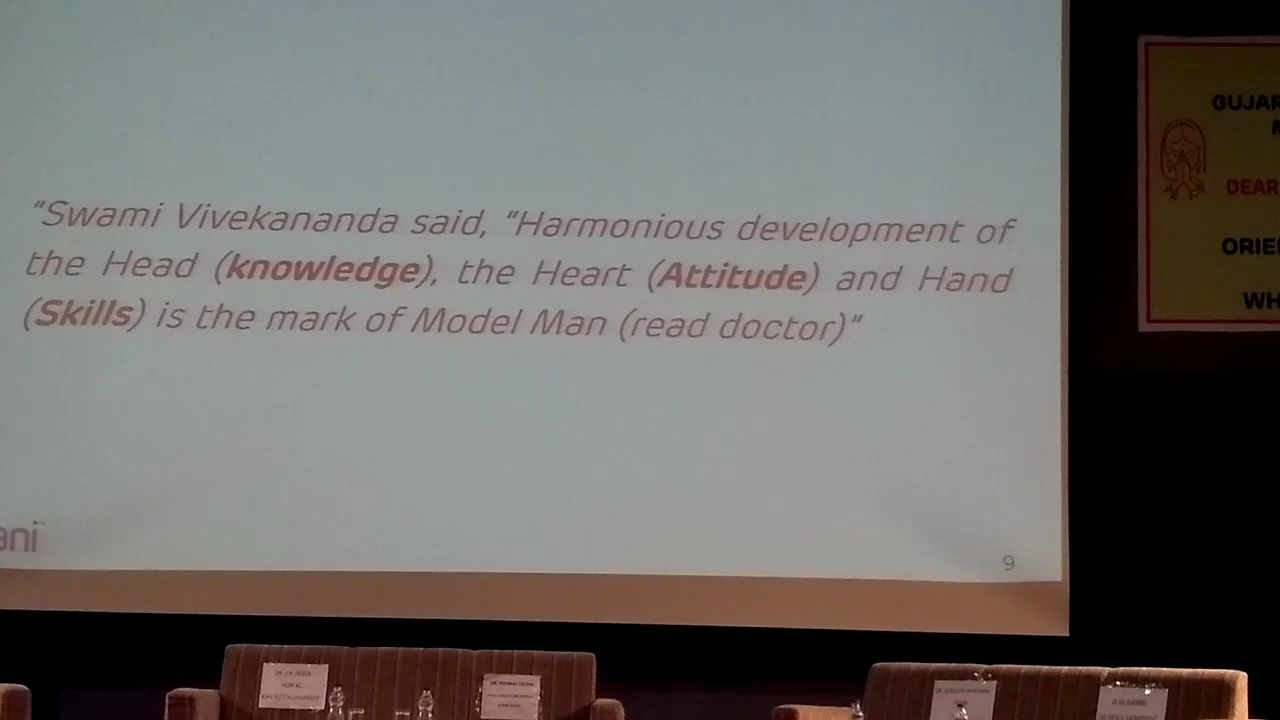 "Swami Vivekananda said, "Harmonious development of
the Head (knowledge), the Heart (Attitude) and Hand
(Skills) is the mark of Model Man (read doctor)"
ani
9
GUJAR
DEAR
ORIE
WH